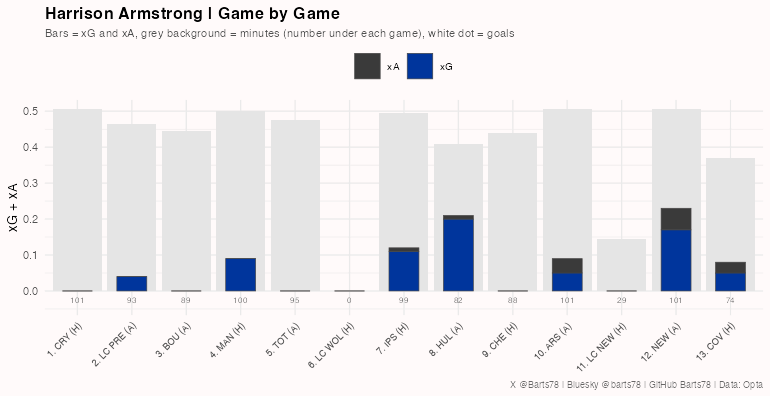 Harrison Armstrong | Game by Game
Bars = xG and xA, grey background = minutes (number under each game), white dot = goals
xA xG
xG + xA
0.5
0.4
0.3
0.2
0.1
0.0
101 93 89 100 95 0 99 82 88 101 29 101 74
1. CRY (H)
2. LC PRE (A)
3. BOU (A)
4. MAN (H)
5. TOT (A)
6. LC WOL (H)
7. IPS (H)
8. HUL (A)
9. CHE (H)
10. ARS (A)
11. LC NEW (H)
12. NEW (A)
13. COV (H)
X @Barts78 | Bluesky @barts78 | GitHub Barts78 | Data: Opta